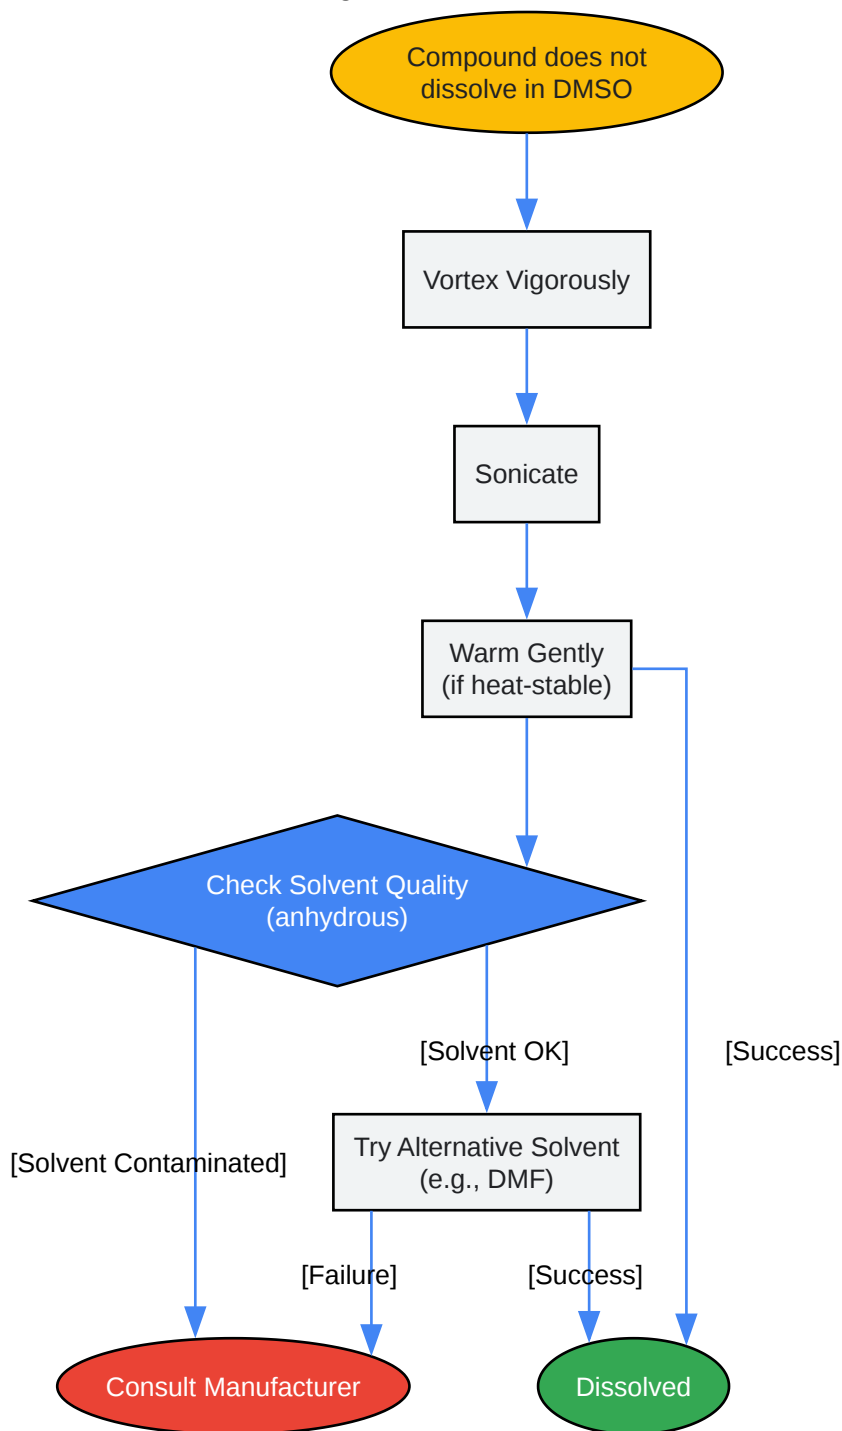 Compound does not
dissolve in DMSO
Vortex Vigorously
Sonicate
Warm Gently
(if heat-stable)
Check Solvent Quality
(anhydrous)
[Solvent OK]
[Success]
Try Alternative Solvent
(e.g., DMF)
[Solvent Contaminated]
[Failure]
[Success]
Consult Manufacturer
Dissolved